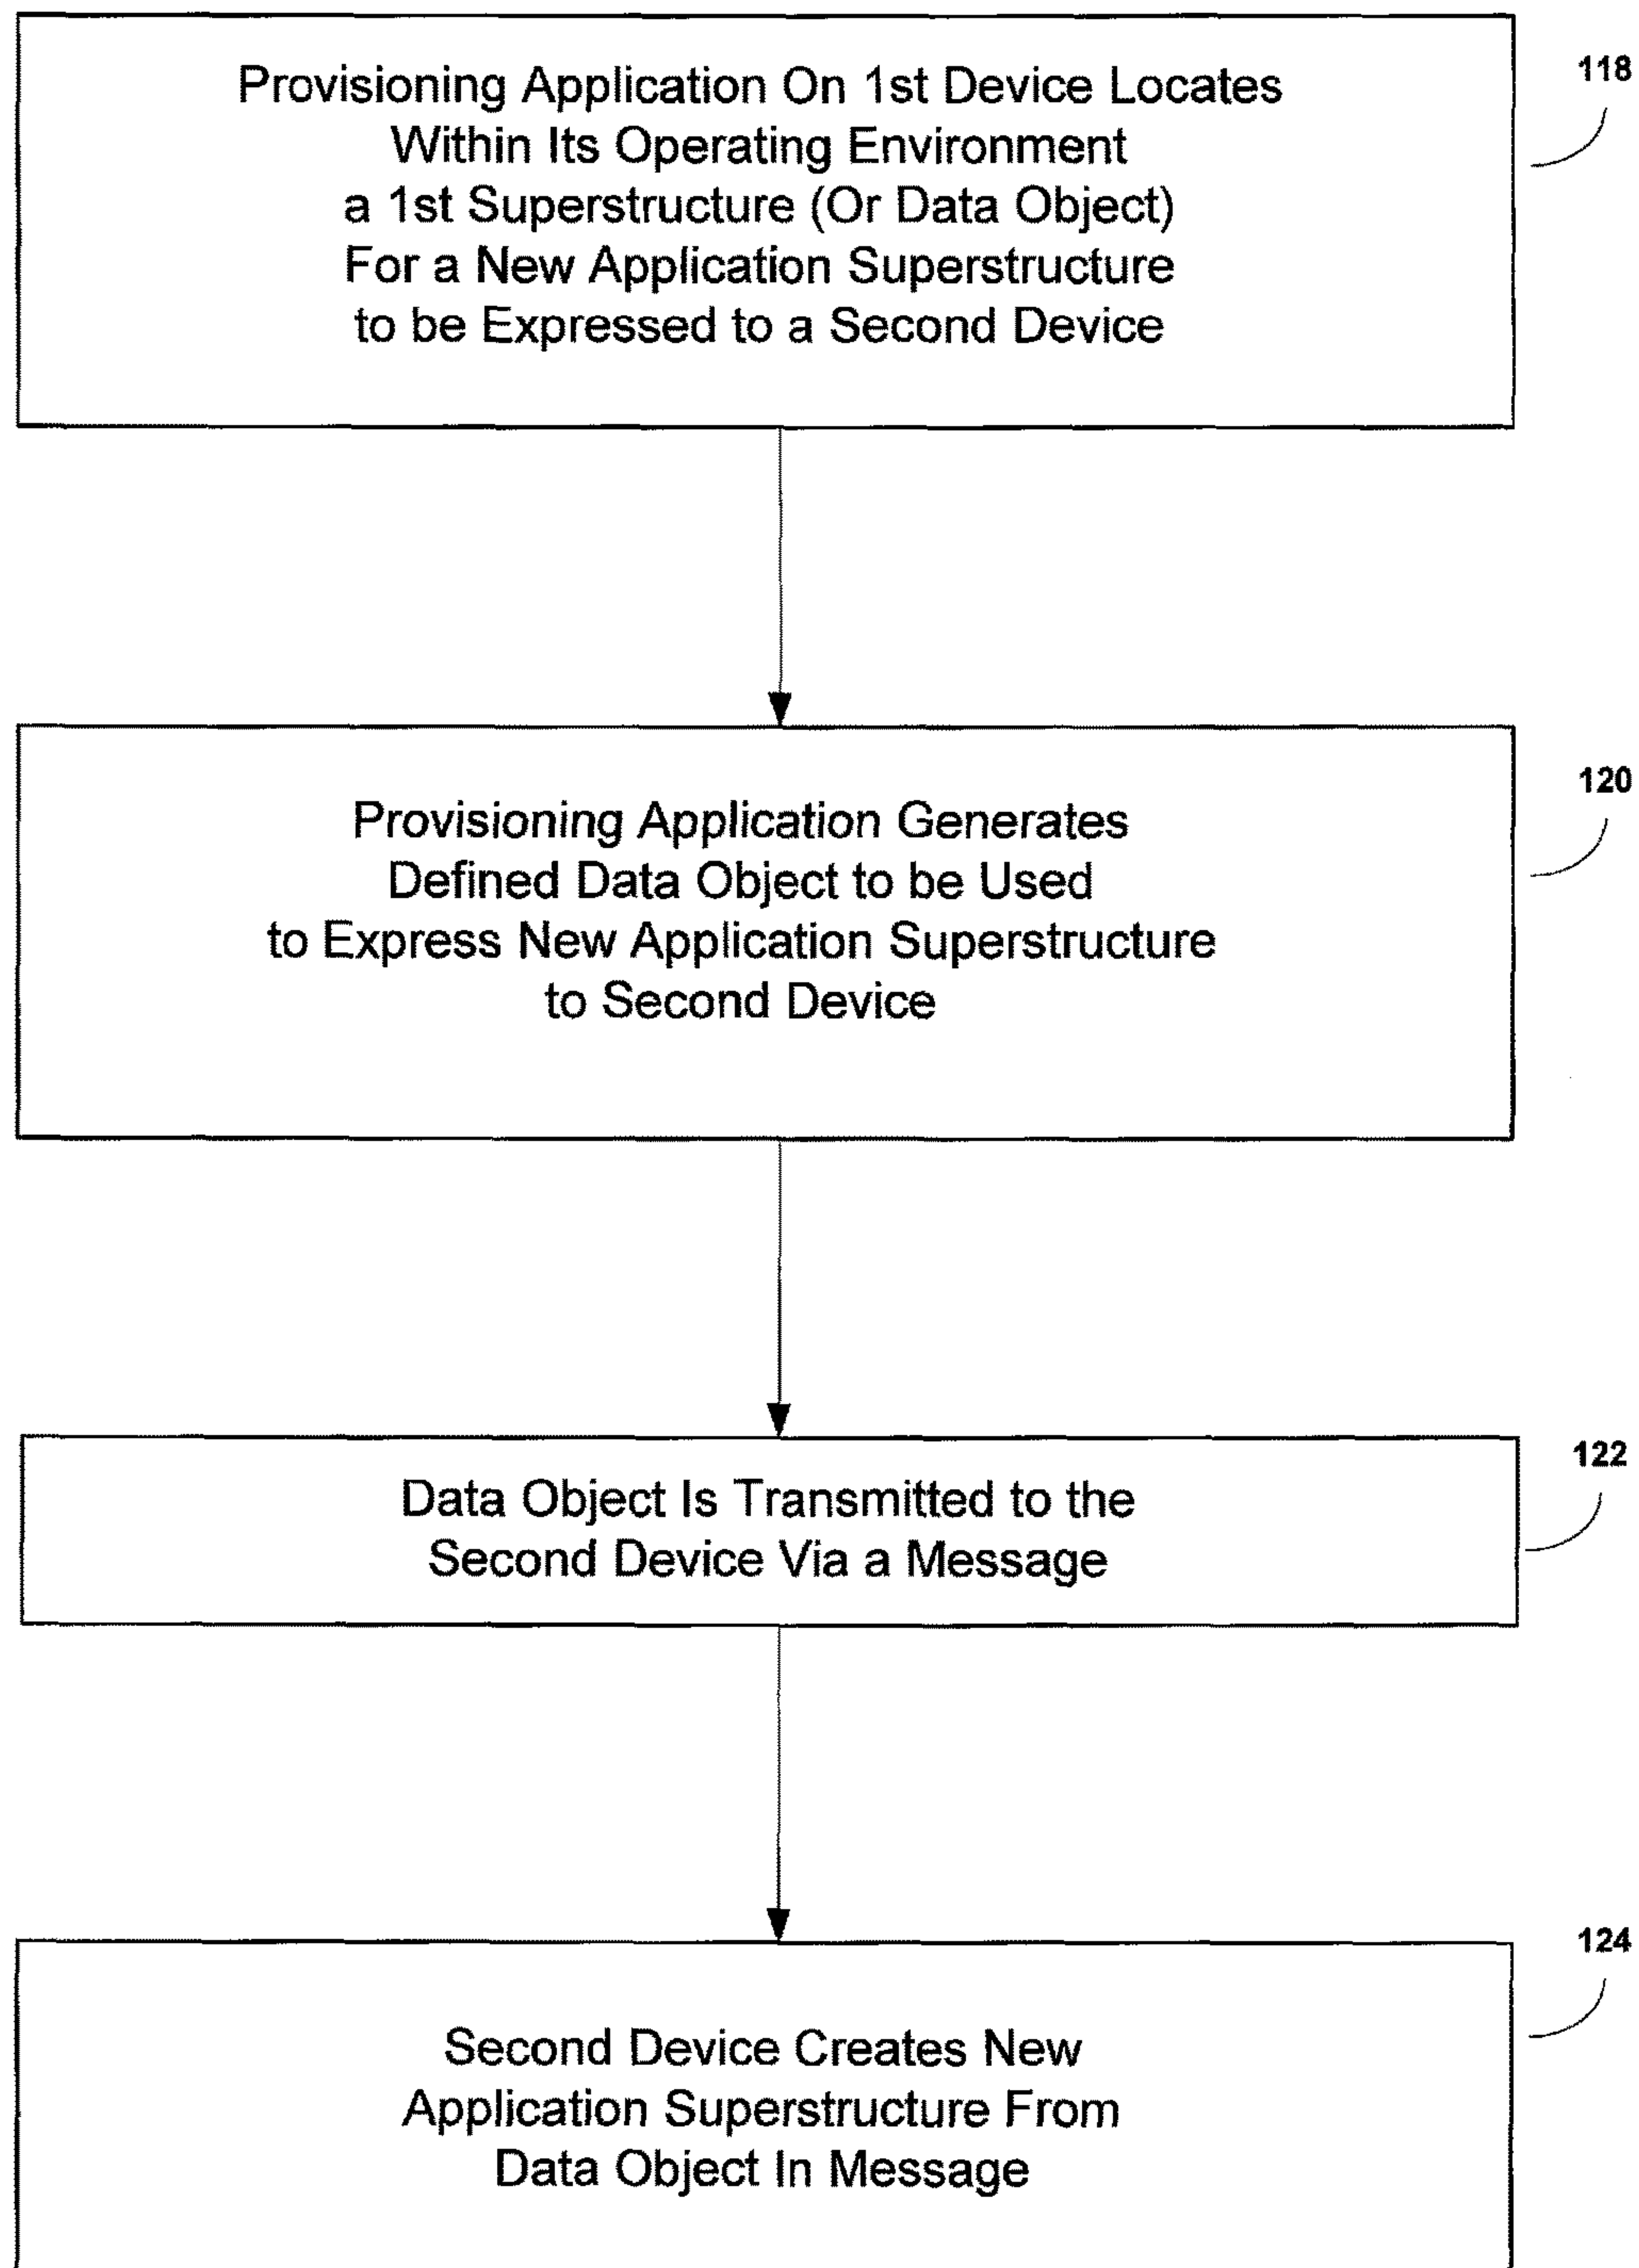 Provisioning Application On 1st Device Locates
Within Its Operating Environment
a 1st Superstructure (Or Data Object)
For a New Application Superstructure
to be Expressed to a Second Device
118
Provisioning Application Generates
Defined Data Object to be Used
to Express New Application Superstructure
to Second Device
120
Data Object Is Transmitted to the
Second Device Via a Message
122
Second Device Creates New
Application Superstructure From
Data Object In Message
124